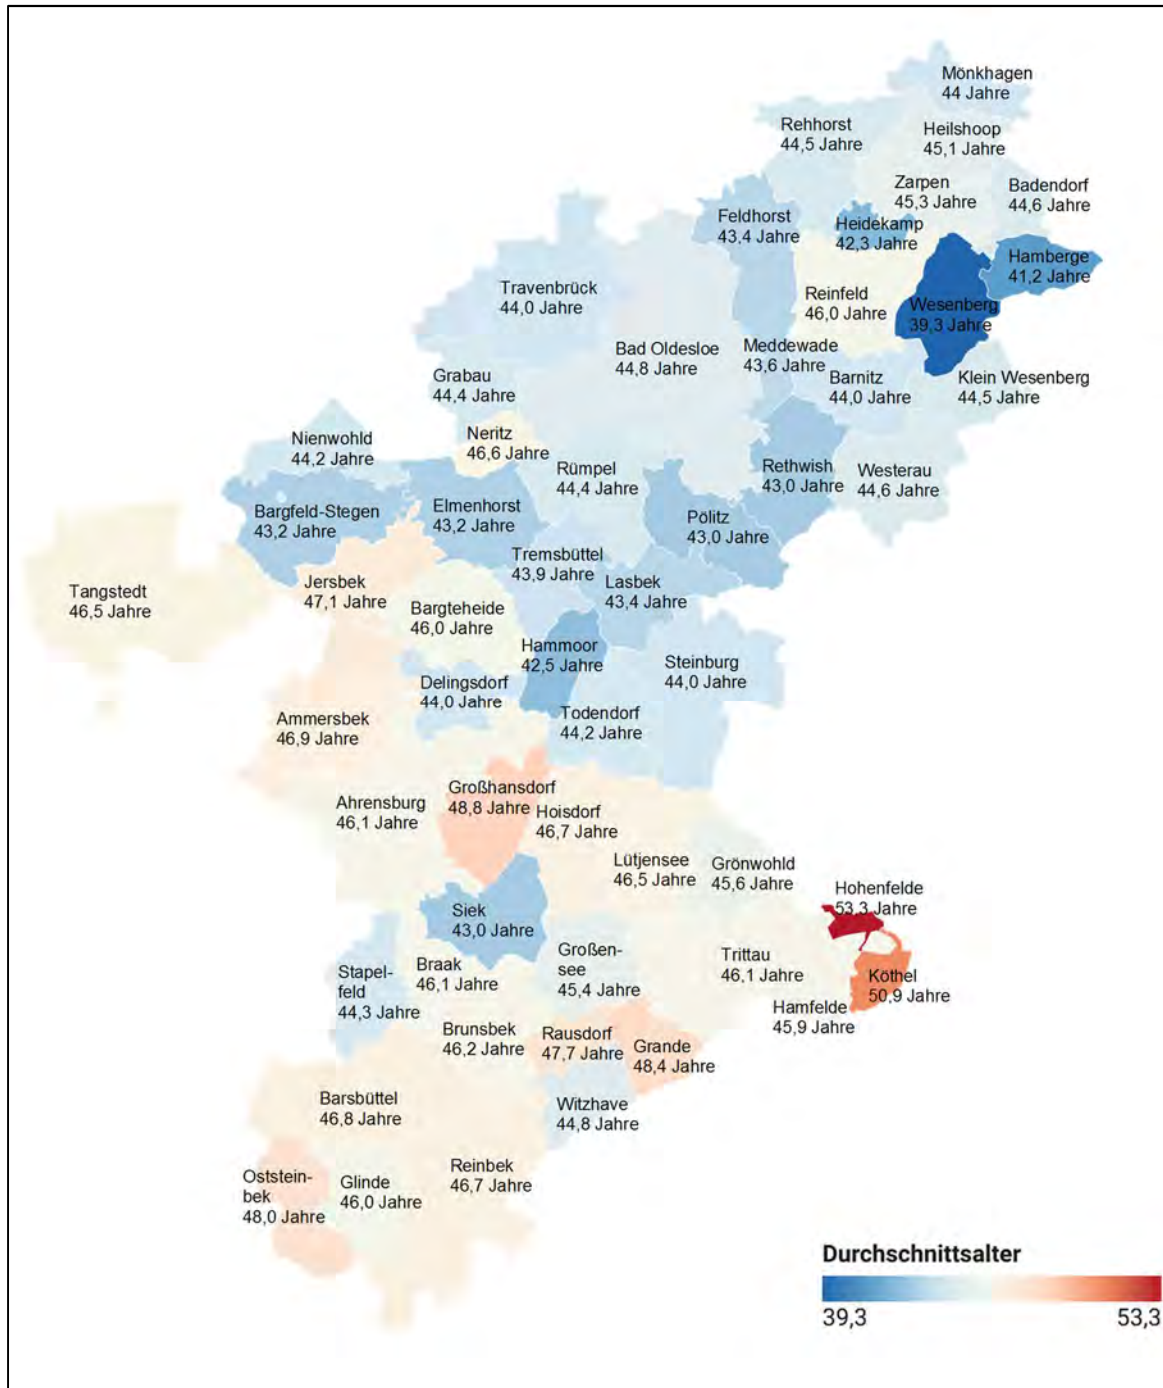 Mönkhagen
44 Jahre
Rehhorst
44,5 Jahre
Heilshoop
45,1 Jahre
Zarpen
45,3 Jahre
Badendorf
44,6 Jahre
Feldhorst
43,4 Jahre
Heidekamp
42,3 Jahre
Hamberge
41,2 Jahre
Travenbrück
44,0 Jahre
Reinfeld
46,0 Jahre
Wesenberg
39,3 Jahre
Bad Oldesloe
44,8 Jahre
Meddewade
43,6 Jahre
Barnitz
44,0 Jahre
Klein Wesenberg
44,5 Jahre
Grabau
44,4 Jahre
Neritz
46,6 Jahre
Nienwohld
44,2 Jahre
Rümpel
44,4 Jahre
Rethwish
43,0 Jahre
Westerau
44,6 Jahre
Bargfeld-Stegen
43,2 Jahre
Elmenhorst
43,2 Jahre
Pölitz
43,0 Jahre
Tremsbüttel
43,9 Jahre
Lasbek
43,4 Jahre
Tangstedt
46,5 Jahre
Jersbek
47,1 Jahre
Bargteheide
46,0 Jahre
Hammoor
42,5 Jahre
Steinburg
44,0 Jahre
Delingsdorf
44,0 Jahre
Ammersbek
46,9 Jahre
Todendorf
44,2 Jahre
Großhansdorf
48,8 Jahre
Ahrensburg
46,1 Jahre
Hoisdorf
46,7 Jahre
Lütjensee
46,5 Jahre
Grönwohld
45,6 Jahre
Hohenfelde
53,3 Jahre
Siek
43,0 Jahre
Großen-
see
45,4 Jahre
Trittau
46,1 Jahre
Köthel
50,9 Jahre
Stapel-
feld
44,3 Jahre
Braak
46,1 Jahre
Hamfelde
45,9 Jahre
Brunsbek
46,2 Jahre
Rausdorf
47,7 Jahre
Grande
48,4 Jahre
Barsbüttel
46,8 Jahre
Witzhave
44,8 Jahre
Oststein-
bek
48,0 Jahre
Glinde
46,0 Jahre
Reinbek
46,7 Jahre
Durchschnittsalter
39,3
53,3